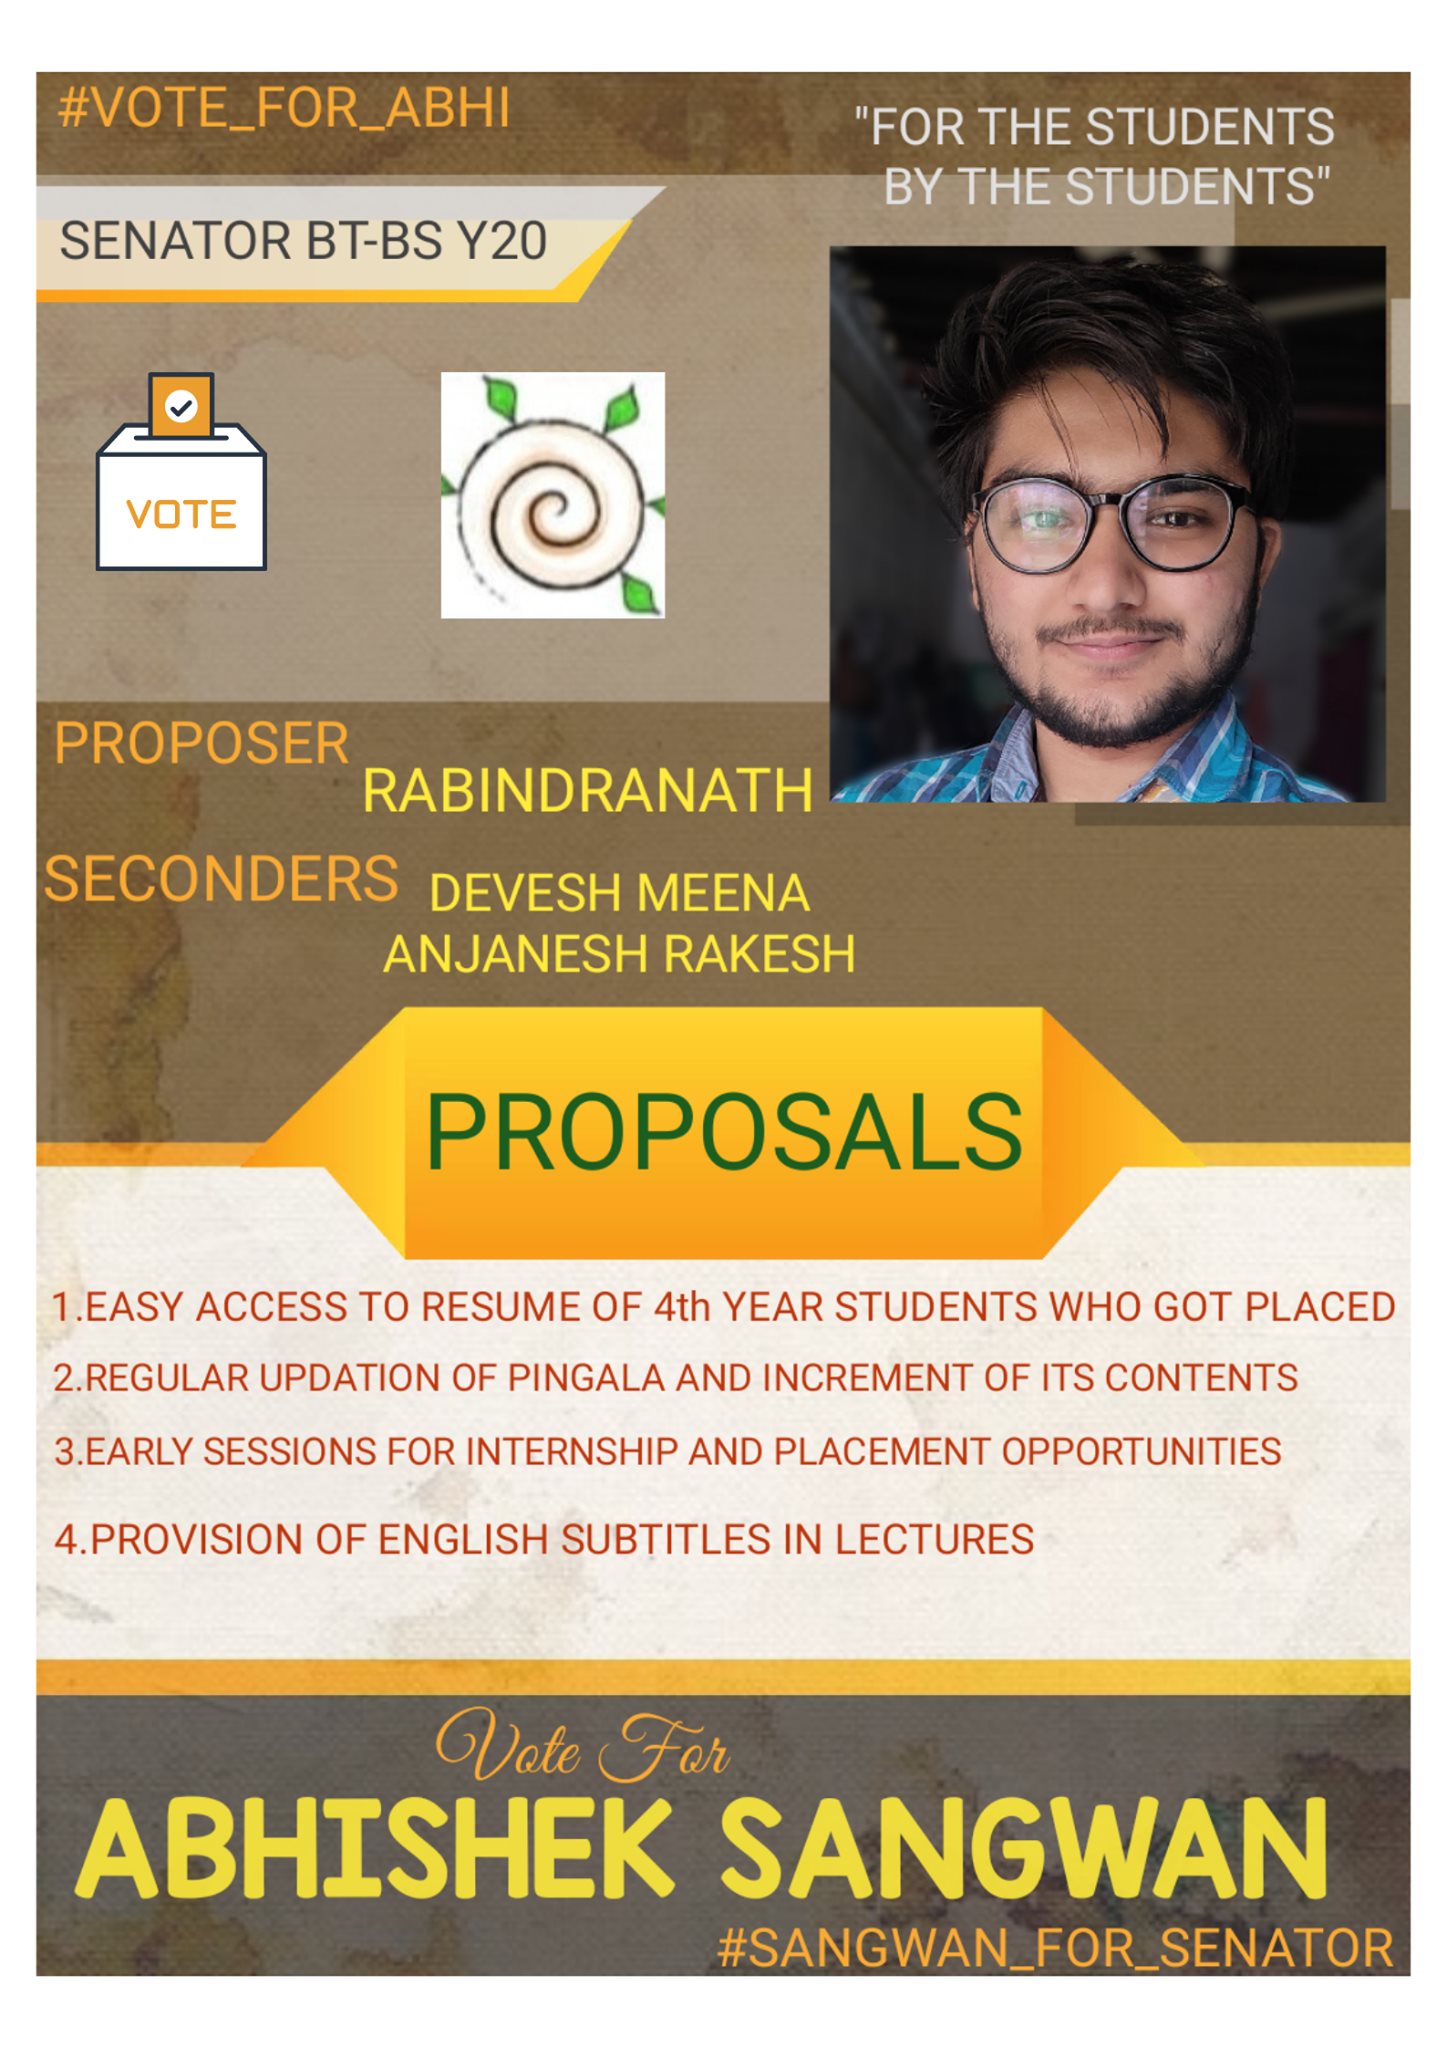 #VOTE_FOR_ABHI
"FOR THE STUDENTS
BY THE STUDENTS"
SENATOR BT-BS Y20
VOTE
PROPOSER
RABINDRANATH
SECONDERS
DEVESH MEENA
ANJANESH RAKESH
PROPOSALS
1.EASY ACCESS TO RESUME OF 4th YEAR STUDENTS WHO GOT PLACED
2.REGULAR UPDATION OF PINGALA AND INCREMENT OF ITS CONTENTS
3.EARLY SESSIONS FOR INTERNSHIP AND PLACEMENT OPPORTUNITIES
4.PROVISION OF ENGLISH SUBTITLES IN LECTURES
Vote For
ABHISHEK SANGWAN
#SANGWAN_FOR_SENATOR